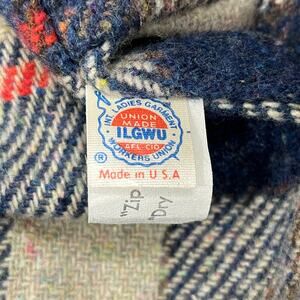 INT. LADIES GARMENT
UNION
MADE
ILGWU
AFL-CIO
WORKERS UNION
®
Made in U.S.A
"Zip
"Dry